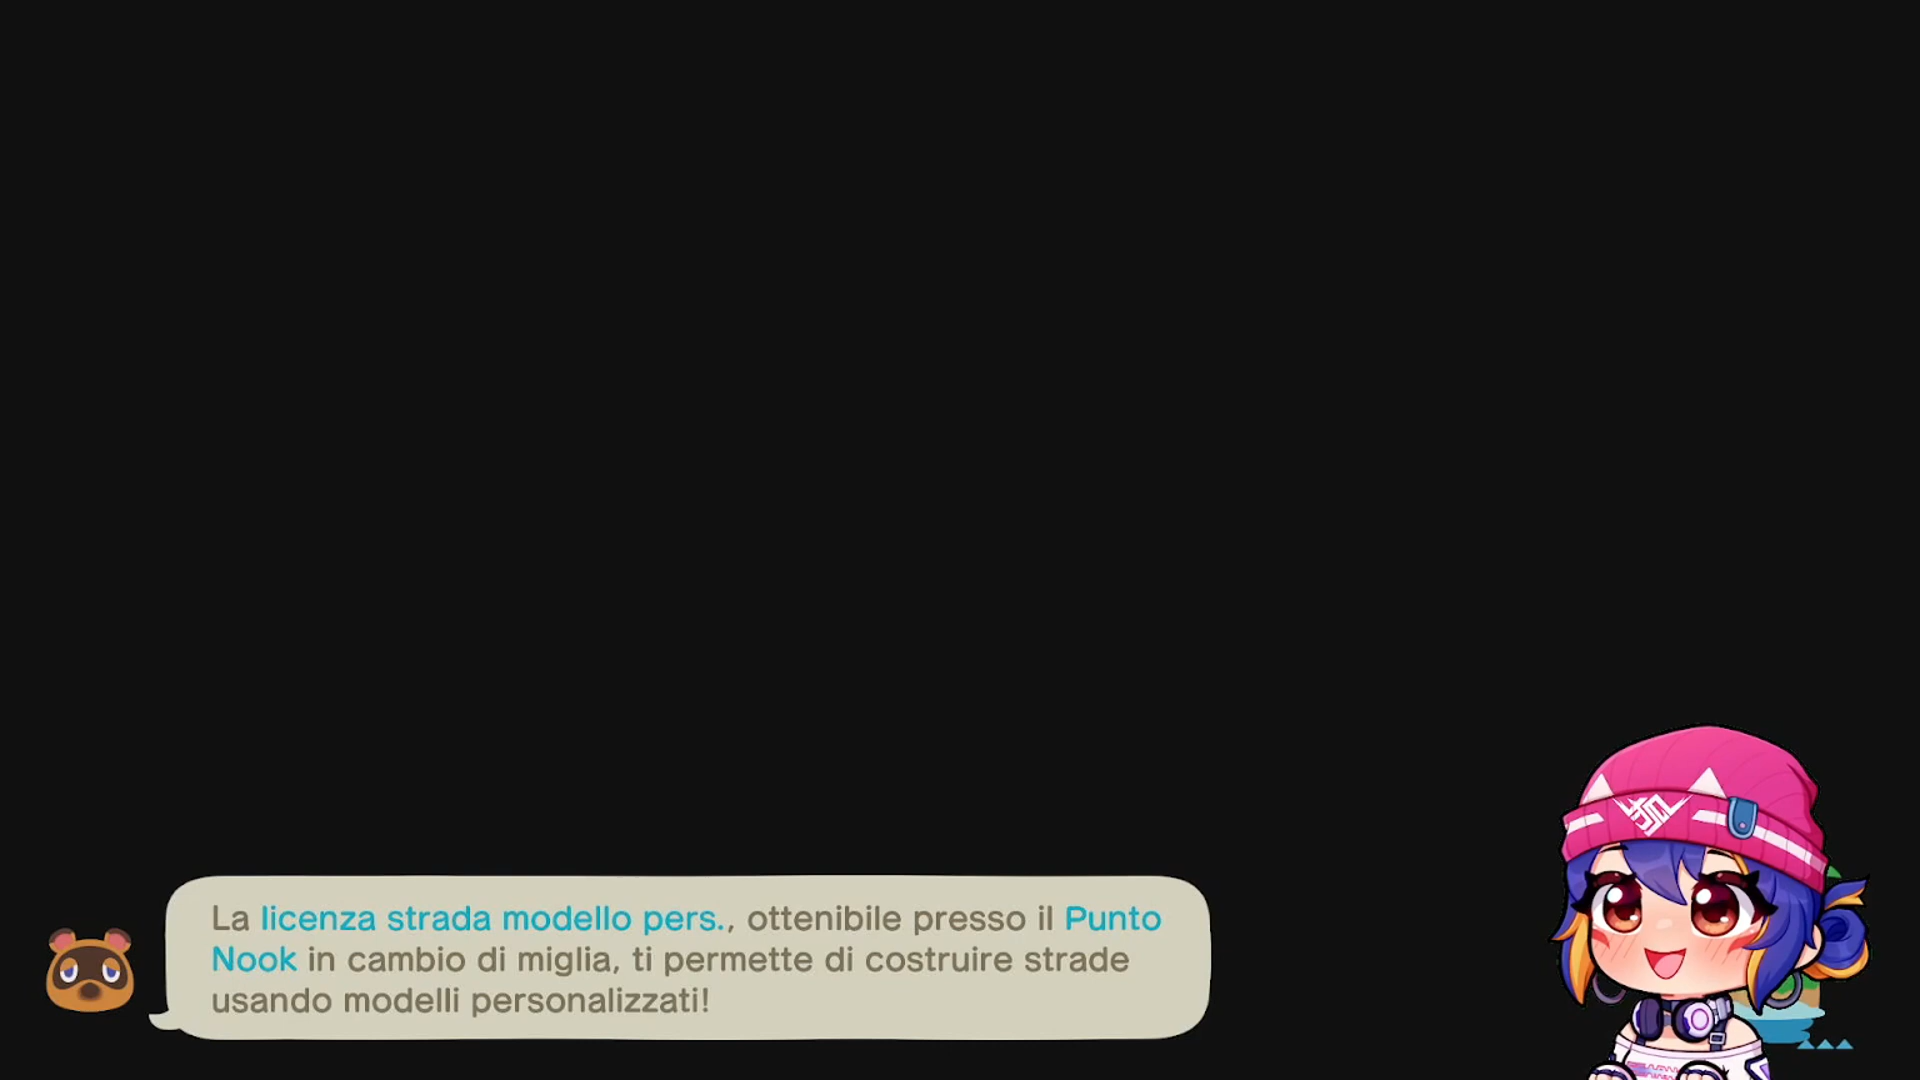 La licenza strada modello pers., ottenibile presso il Punto
Nook in cambio di miglia, ti permette di costruire strade
usando modelli personalizzati!